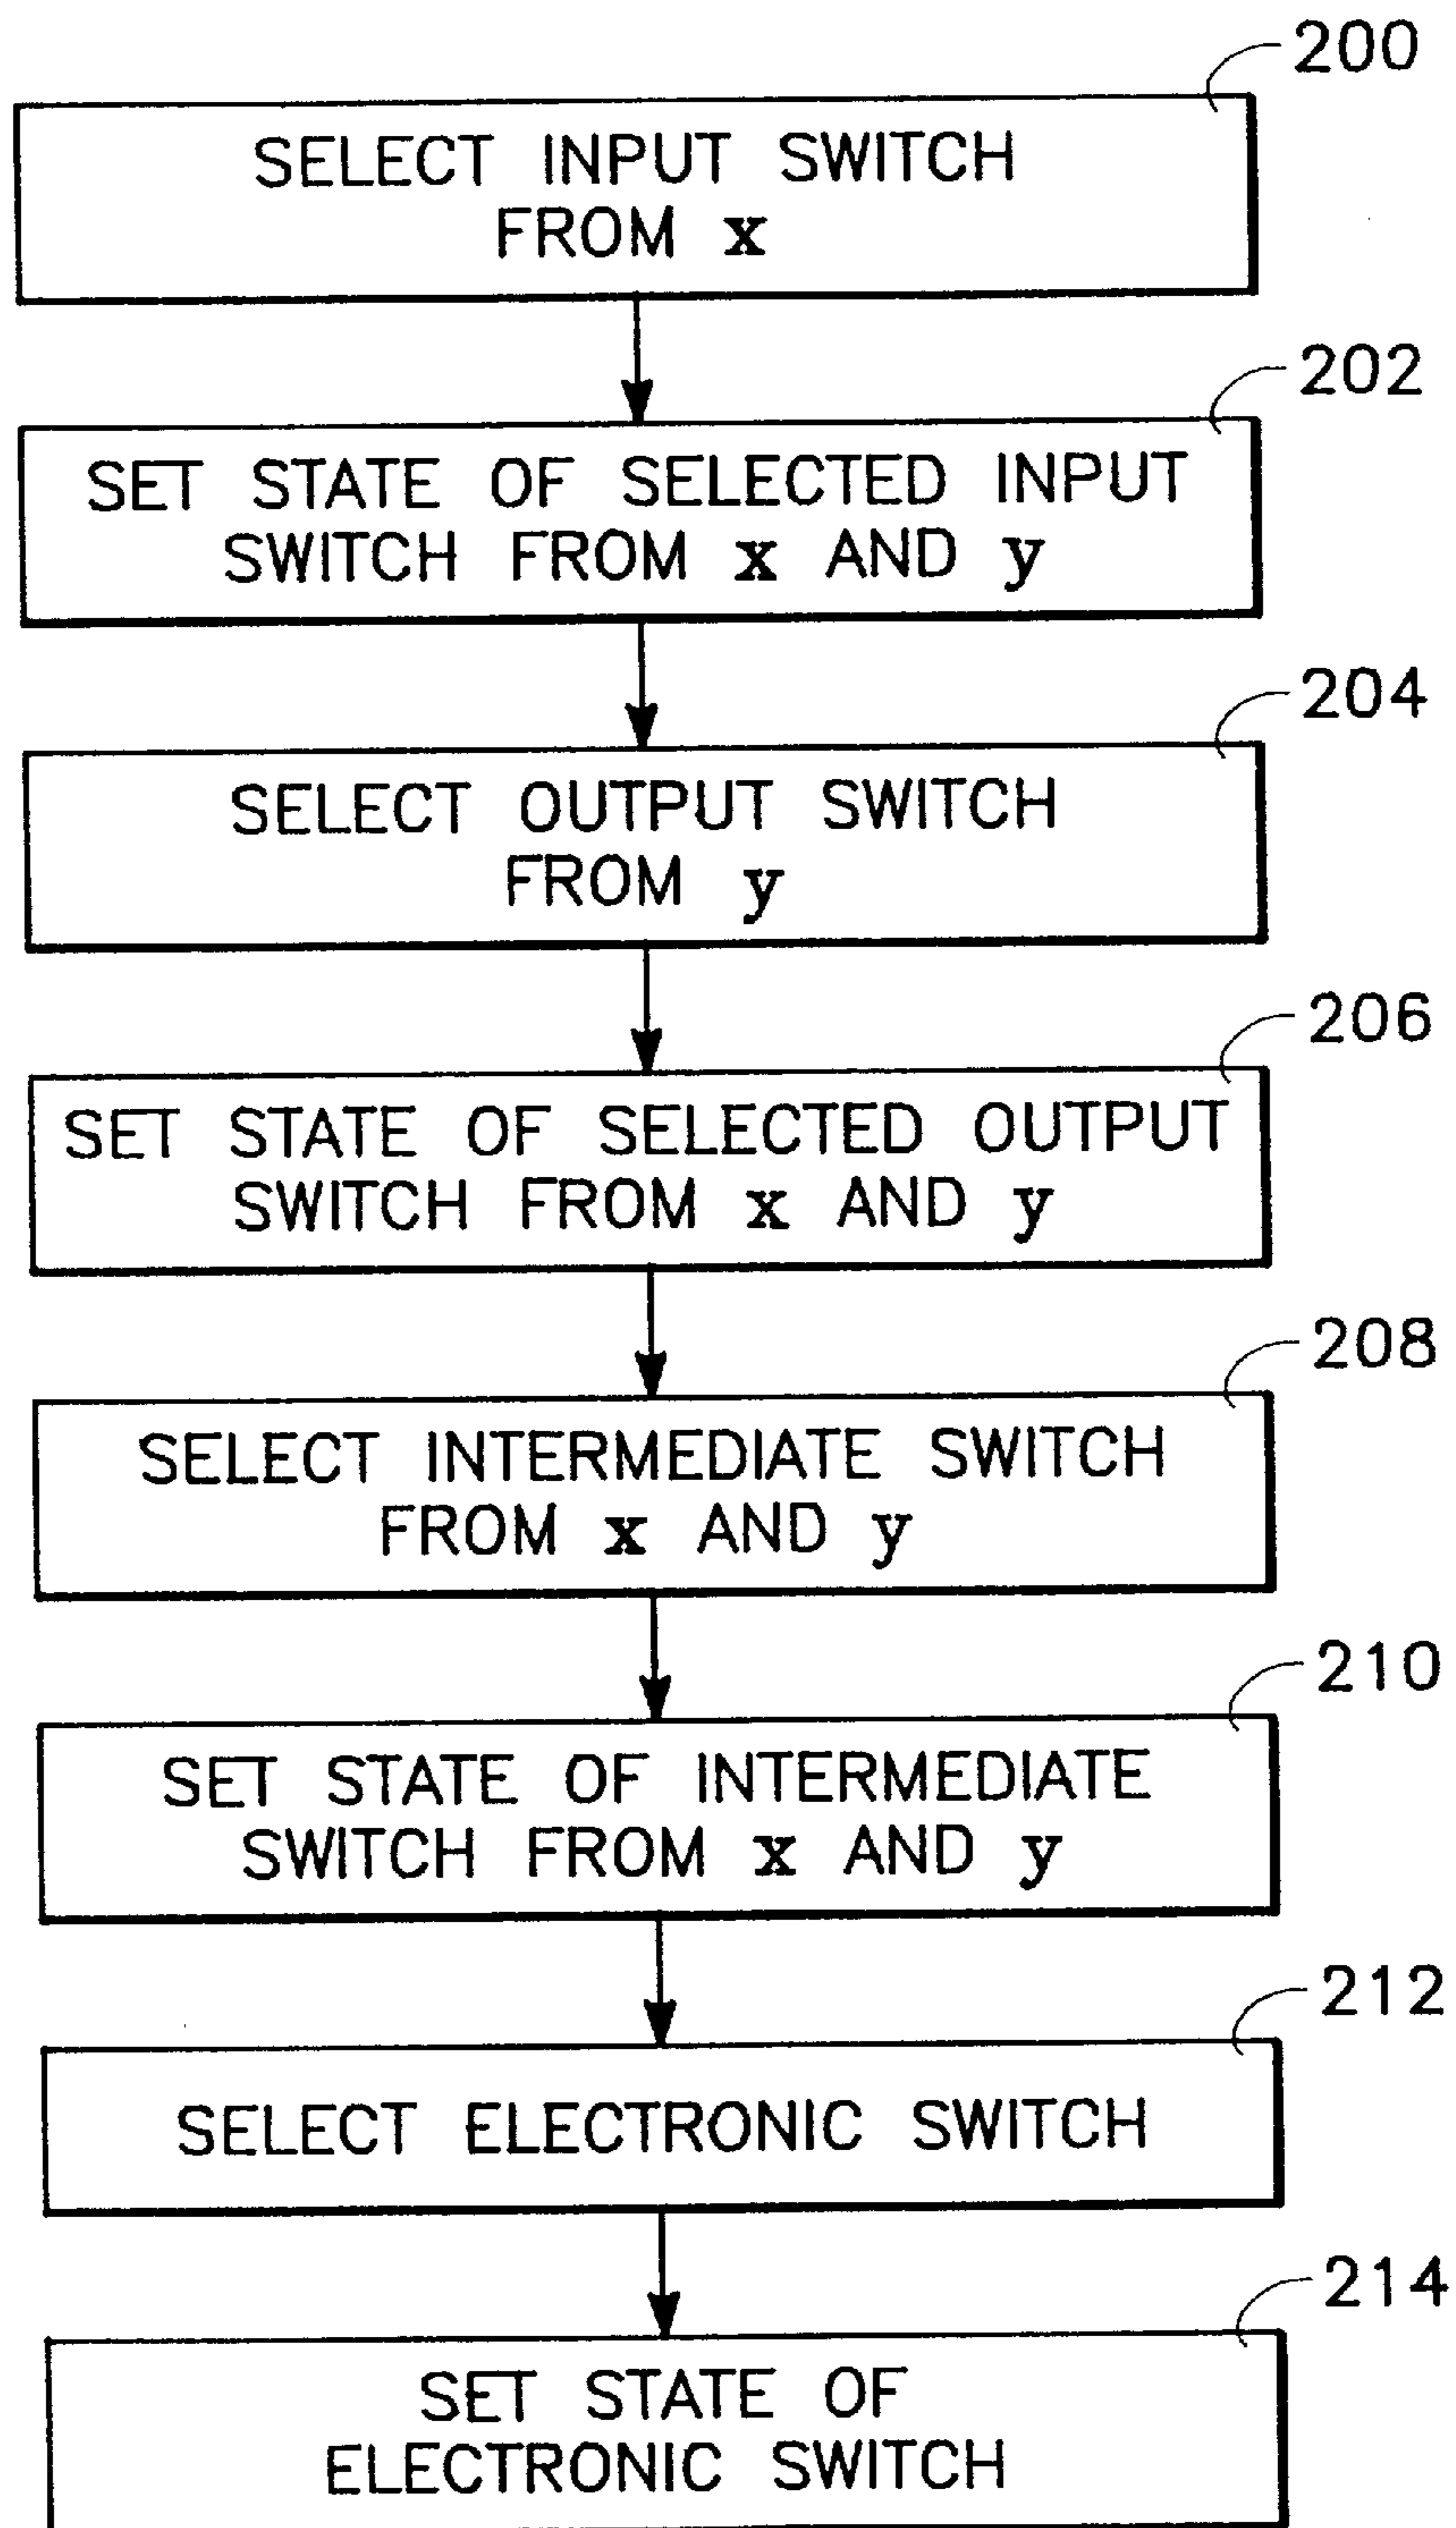 200
SELECT INPUT SWITCH
FROM x
202
SET STATE OF SELECTED INPUT
SWITCH FROM x AND y
204
SELECT OUTPUT SWITCH
FROM y
206
SET STATE OF SELECTED OUTPUT
SWITCH FROM x AND y
208
SELECT INTERMEDIATE SWITCH
FROM x AND y
210
SET STATE OF INTERMEDIATE
SWITCH FROM x AND y
212
SELECT ELECTRONIC SWITCH
214
SET STATE OF
ELECTRONIC SWITCH